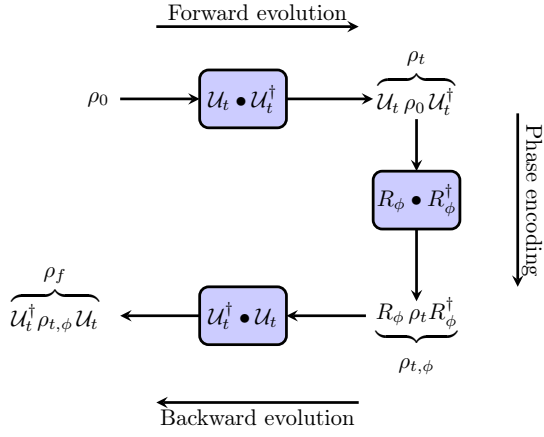 Forward evolution
ρ_t
ρ_0 𝒰_t • 𝒰_t^† 𝒰_t ρ_0 𝒰_t^†
Phase encoding
R_ϕ • R_ϕ^†
ρ_f
𝒰_t^† ρ_{t,ϕ} 𝒰_t 𝒰_t^† • 𝒰_t R_ϕ ρ_t R_ϕ^†
ρ_{t,ϕ}
Backward evolution